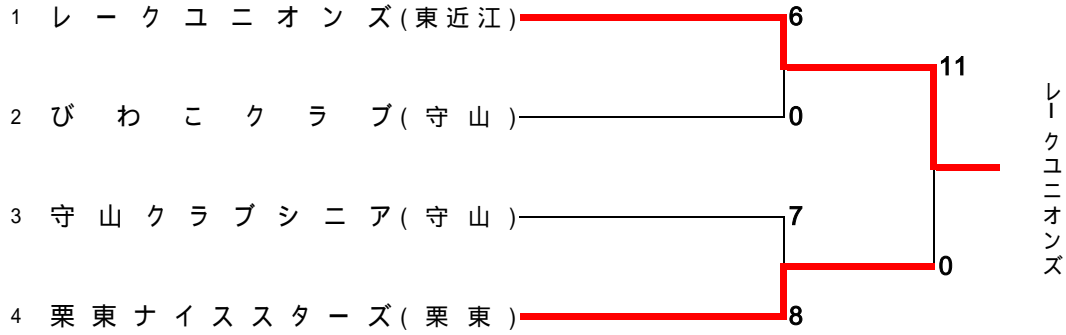 1 レークユニオンズ(東近江) 6
11
2 びわこクラブ(守山) 0
レークユニオンズ
3 守山クラブシニア(守山) 7
0
4 栗東ナイススターズ(栗東) 8